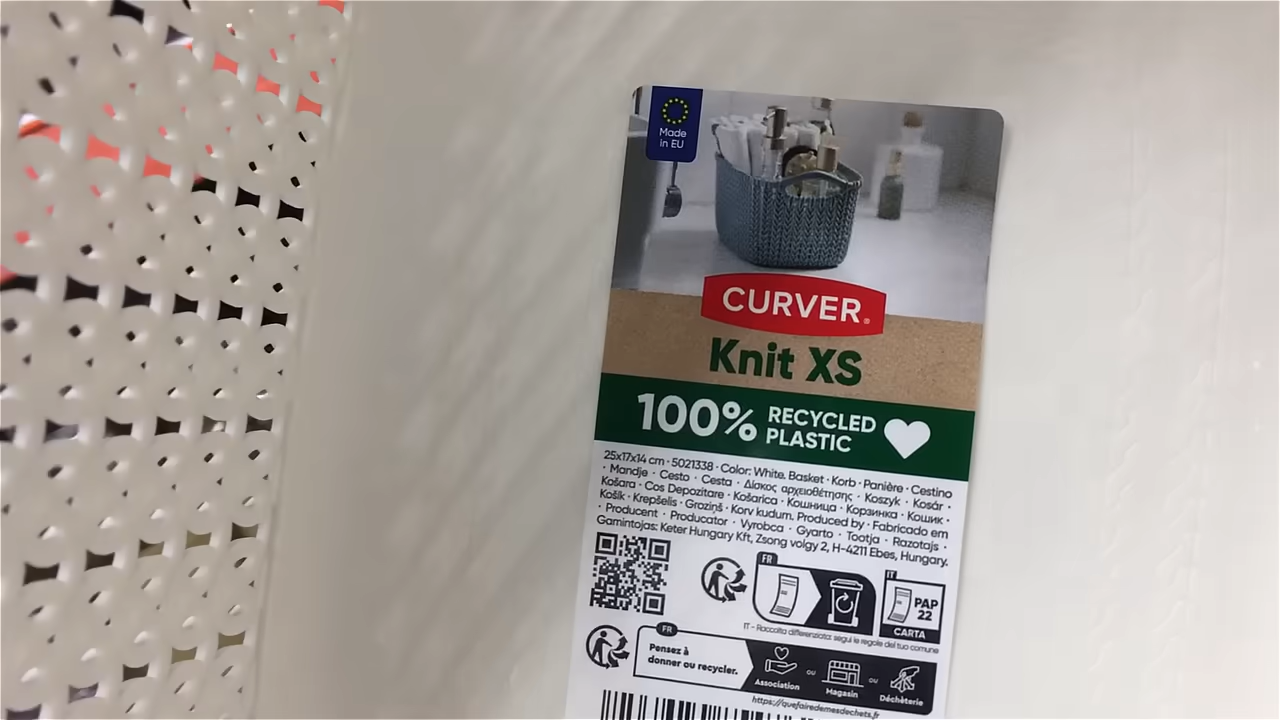 Made
in EU
CURVER®
Knit XS
100% RECYCLED
PLASTIC
25x17x14 cm · 5021338 · Color: White. Basket · Korb · Panière · Cestino
· Mandje · Cesto · Cesta · Δίσκος αρχειοθέτησης · Koszyk · Kosár ·
Košara · Cos Depozitare · Košarica · Кошница · Корзинка · Кошик ·
Košík · Krepšelis · Groziņš · Korv kudum. Produced by · Fabricado em
· Producent · Producator · Vyrobca · Gyarto · Tootja · Razotajs ·
Gamintojas: Keter Hungary Kft, Zsong volgy 2, H-4211 Ebes, Hungary.
FR
IT
PAP
22
CARTA
IT - Raccolta differenziata: segui le regole del tuo comune
FR
Pensez à
donner ou recycler.
Association
ou
Magasin
ou
Déchèterie
https://quefairedemesdechets.fr